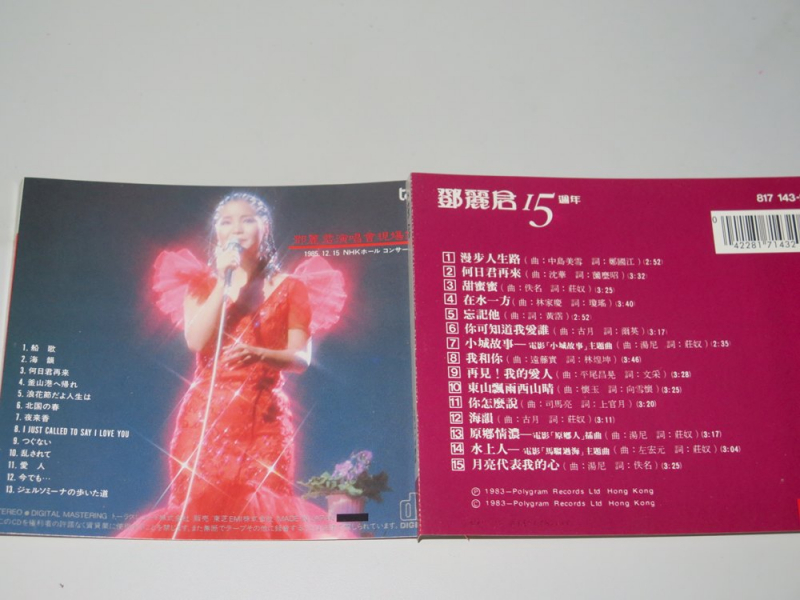 1985.12.15 NHKホール コンサー
1. 船 歌
2. 海 韻
3. 何日君再来
4. 釜山港へ帰れ
5. 浪花節だよ人生は
6. 北国の春
7. 夜来香
8. I JUST CALLED TO SAY I LOVE YOU
9. つぐない
10. 乱されて
11. 愛 人
12. 今でも…
13. ジェルソミーナの歩いた道
STEREO DIGITAL MASTERING
鄧麗君 15 週年
817 143-
0 42281 71432
1 漫步人生路 (曲:中島美雪 詞:鄭國江) 2:52
2 何日君再來 (曲:沈華 詞:) 3:32
3 甜蜜蜜 (曲:佚名 詞:莊奴) 3:25
4 在水一方 (曲:林家慶 詞:瓊瑤) 3:40
5 忘記他 (曲詞:黃霑) 2:52
6 你可知道我愛誰 (曲:古月 詞:) 3:17
7 小城故事—電影「小城故事」主題曲 (曲:湯尼 詞:莊奴) 2:35
8 我和你 (曲:遠藤實 詞:林煌坤) 3:46
9 再見!我的愛人 (曲:平尾昌晃 詞:文采) 3:28
10 東山飄雨西山晴 (曲:懷玉 詞:向雪懷) 3:25
11 你怎麼說 (曲:司馬亮 詞:上官月) 3:20
12 海韻 (曲:古月 詞:莊奴) 3:11
13 原鄉情濃—電影「原鄉人」插曲 (曲:湯尼 詞:莊奴) 3:17
14 水上人—電影「馬騮過海」主題曲 (曲:左宏元 詞:莊奴) 3:04
15 月亮代表我的心 (曲:湯尼 詞:佚名) 3:25
Ⓟ 1983-Polygram Records Ltd Hong Kong
© 1983-Polygram Records Ltd Hong Kong